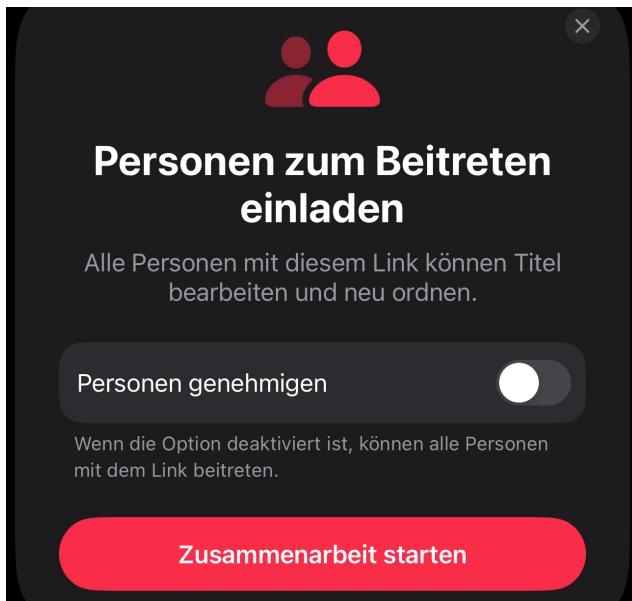 Personen zum Beitreten
einladen
Alle Personen mit diesem Link können Titel
bearbeiten und neu ordnen.
Personen genehmigen
Wenn die Option deaktiviert ist, können alle Personen
mit dem Link beitreten.
Zusammenarbeit starten